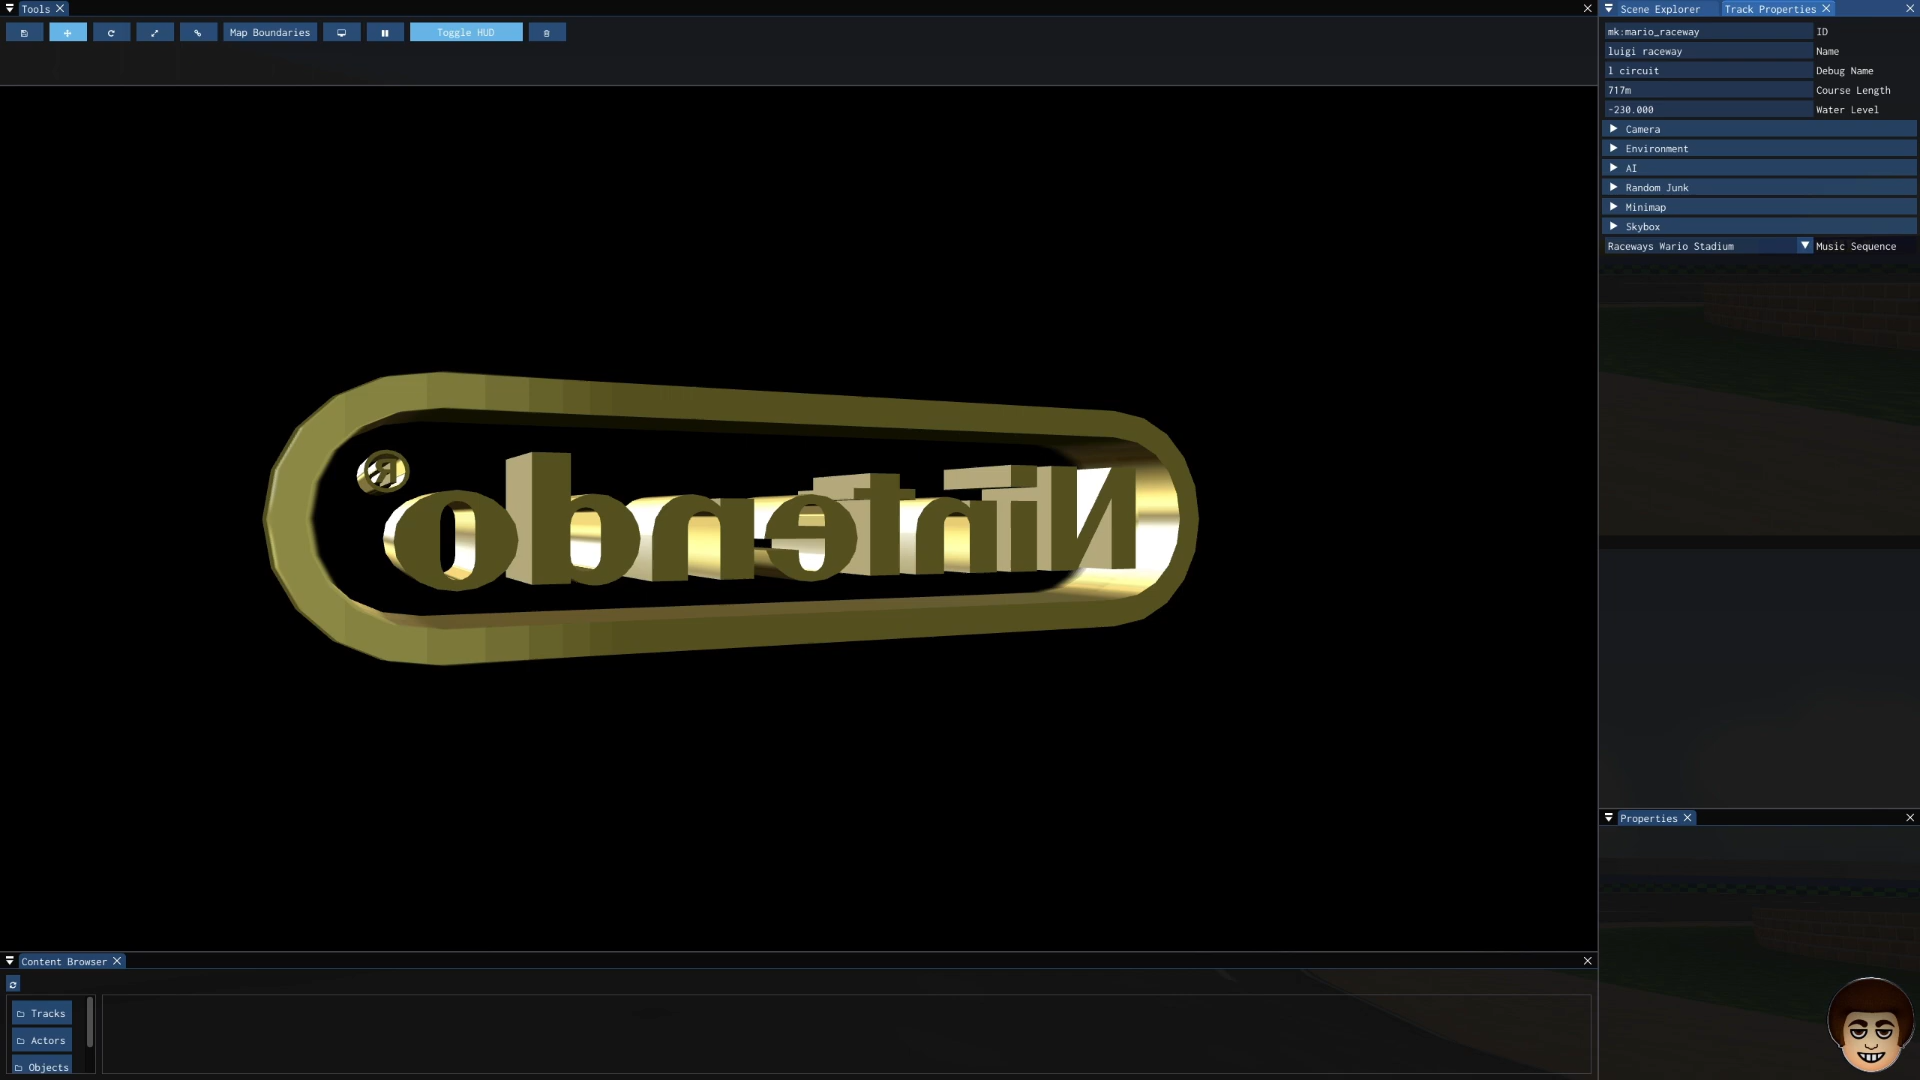 Tools
Map Boundaries
Toggle HUD
Nintendo®
Scene Explorer
Track Properties
mk:mario_raceway ID
luigi raceway Name
l circuit Debug Name
717m Course Length
-230.000 Water Level
Camera
Environment
AI
Random Junk
Minimap
Skybox
Raceways Wario Stadium Music Sequence
Properties
Content Browser
Tracks
Actors
Objects